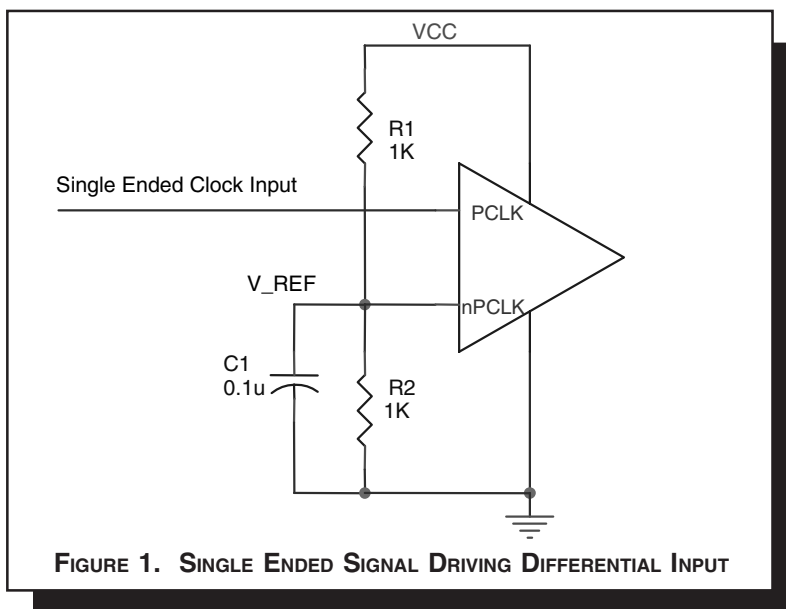 VCC
R1
1K
Single Ended Clock Input
PCLK
V_REF
nPCLK
C1
0.1u
R2
1K
FIGURE 1. SINGLE ENDED SIGNAL DRIVING DIFFERENTIAL INPUT